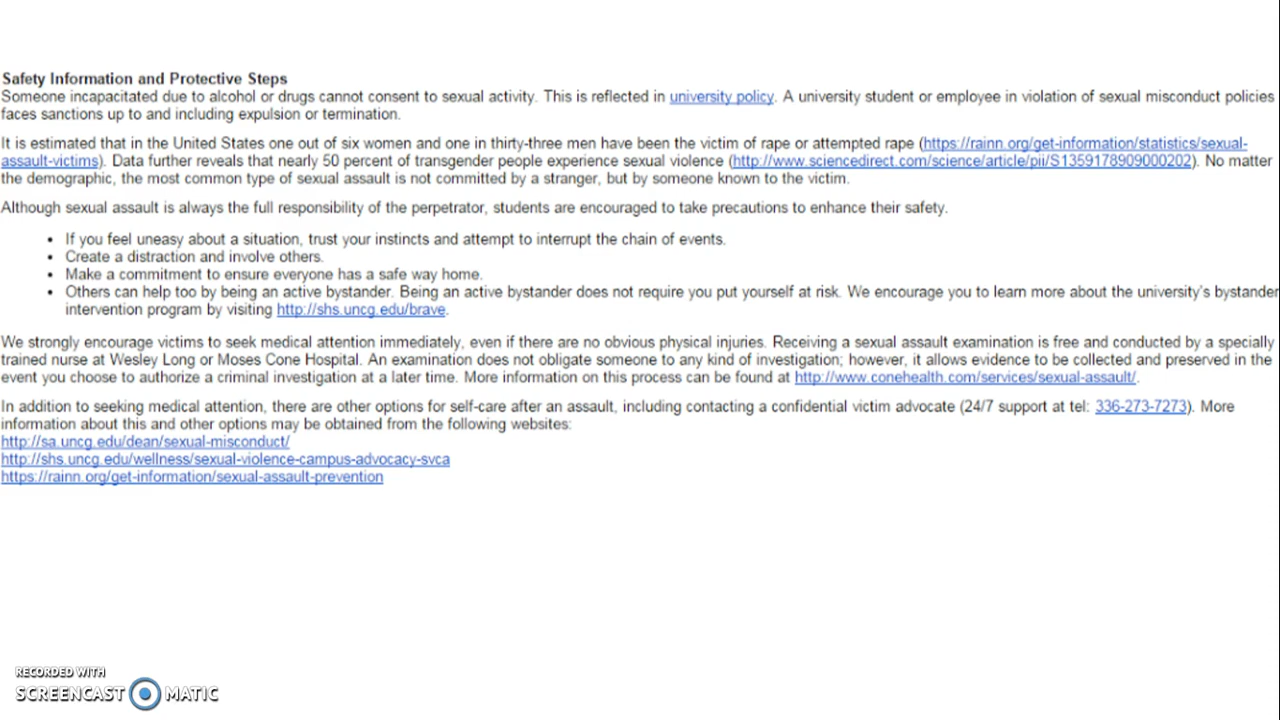 Safety Information and Protective Steps
Someone incapacitated due to alcohol or drugs cannot consent to sexual activity. This is reflected in university policy. A university student or employee in violation of sexual misconduct policies
faces sanctions up to and including expulsion or termination.
It is estimated that in the United States one out of six women and one in thirty-three men have been the victim of rape or attempted rape (https://rainn.org/get-information/statistics/sexual-
assault-victims). Data further reveals that nearly 50 percent of transgender people experience sexual violence (http://www.sciencedirect.com/science/article/pii/S1359178909000202). No matter
the demographic, the most common type of sexual assault is not committed by a stranger, but by someone known to the victim.
Although sexual assault is always the full responsibility of the perpetrator, students are encouraged to take precautions to enhance their safety.
• If you feel uneasy about a situation, trust your instincts and attempt to interrupt the chain of events.
• Create a distraction and involve others.
• Make a commitment to ensure everyone has a safe way home.
• Others can help too by being an active bystander. Being an active bystander does not require you put yourself at risk. We encourage you to learn more about the university's bystander
intervention program by visiting http://shs.uncg.edu/brave.
We strongly encourage victims to seek medical attention immediately, even if there are no obvious physical injuries. Receiving a sexual assault examination is free and conducted by a specially
trained nurse at Wesley Long or Moses Cone Hospital. An examination does not obligate someone to any kind of investigation; however, it allows evidence to be collected and preserved in the
event you choose to authorize a criminal investigation at a later time. More information on this process can be found at http://www.conehealth.com/services/sexual-assault/.
In addition to seeking medical attention, there are other options for self-care after an assault, including contacting a confidential victim advocate (24/7 support at tel: 336-273-7273). More
information about this and other options may be obtained from the following websites:
http://sa.uncg.edu/dean/sexual-misconduct/
http://shs.uncg.edu/wellness/sexual-violence-campus-advocacy-svca
https://rainn.org/get-information/sexual-assault-prevention
RECORDED WITH
SCREENCAST MATIC